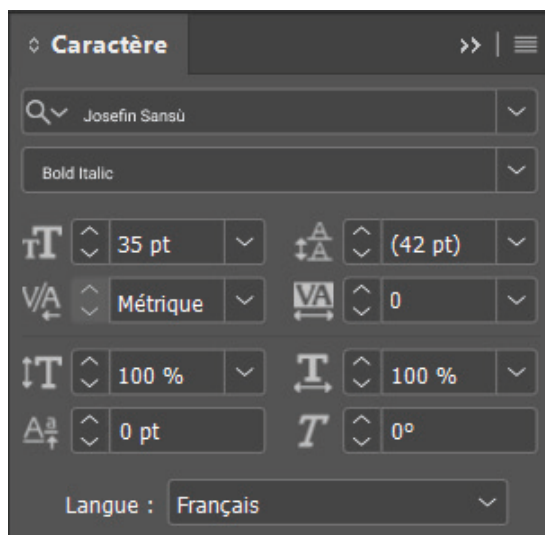 Caractère
Josefin Sansù
Bold Italic
35 pt (42 pt)
Métrique 0
100 % 100 %
0 pt 0°
Langue : Français